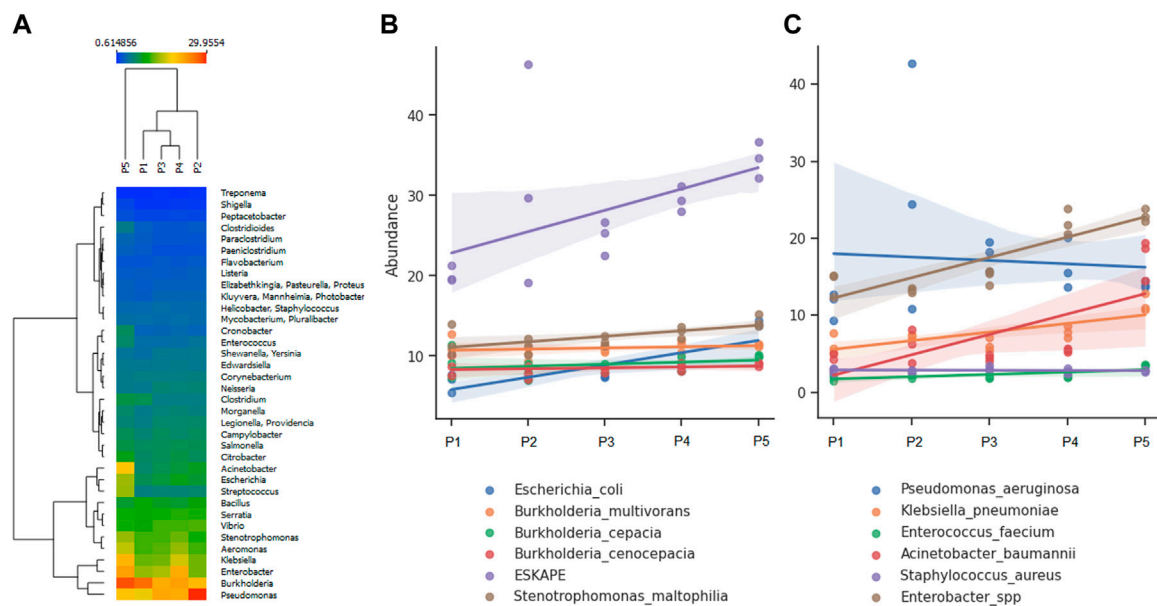 A
B
C
0.614856 29.9554
P5 P1 P3 P4 P2
Treponema
Shigella
Peptacetobacter
Clostridioides
Paraclostridium
Paeniclostridium
Flavobacterium
Listeria
Elizabethkingia, Pasteurella, Proteus
Kluyvera, Mannheimia, Photobacter
Helicobacter, Staphylococcus
Mycobacterium, Pluralibacter
Cronobacter
Enterococcus
Shewanella, Yersinia
Edwardsiella
Corynebacterium
Neisseria
Clostridium
Morganella
Legionella, Providencia
Campylobacter
Salmonella
Citrobacter
Acinetobacter
Escherichia
Streptococcus
Bacillus
Serratia
Vibrio
Stenotrophomonas
Aeromonas
Klebsiella
Enterobacter
Burkholderia
Pseudomonas
Abundance
40
30
20
10
P1 P2 P3 P4 P5
Escherichia_coli
Burkholderia_multivorans
Burkholderia_cepacia
Burkholderia_cenocepacia
ESKAPE
Stenotrophomonas_maltophilia
40
30
20
10
0
P1 P2 P3 P4 P5
Pseudomonas_aeruginosa
Klebsiella_pneumoniae
Enterococcus_faecium
Acinetobacter_baumannii
Staphylococcus_aureus
Enterobacter_spp